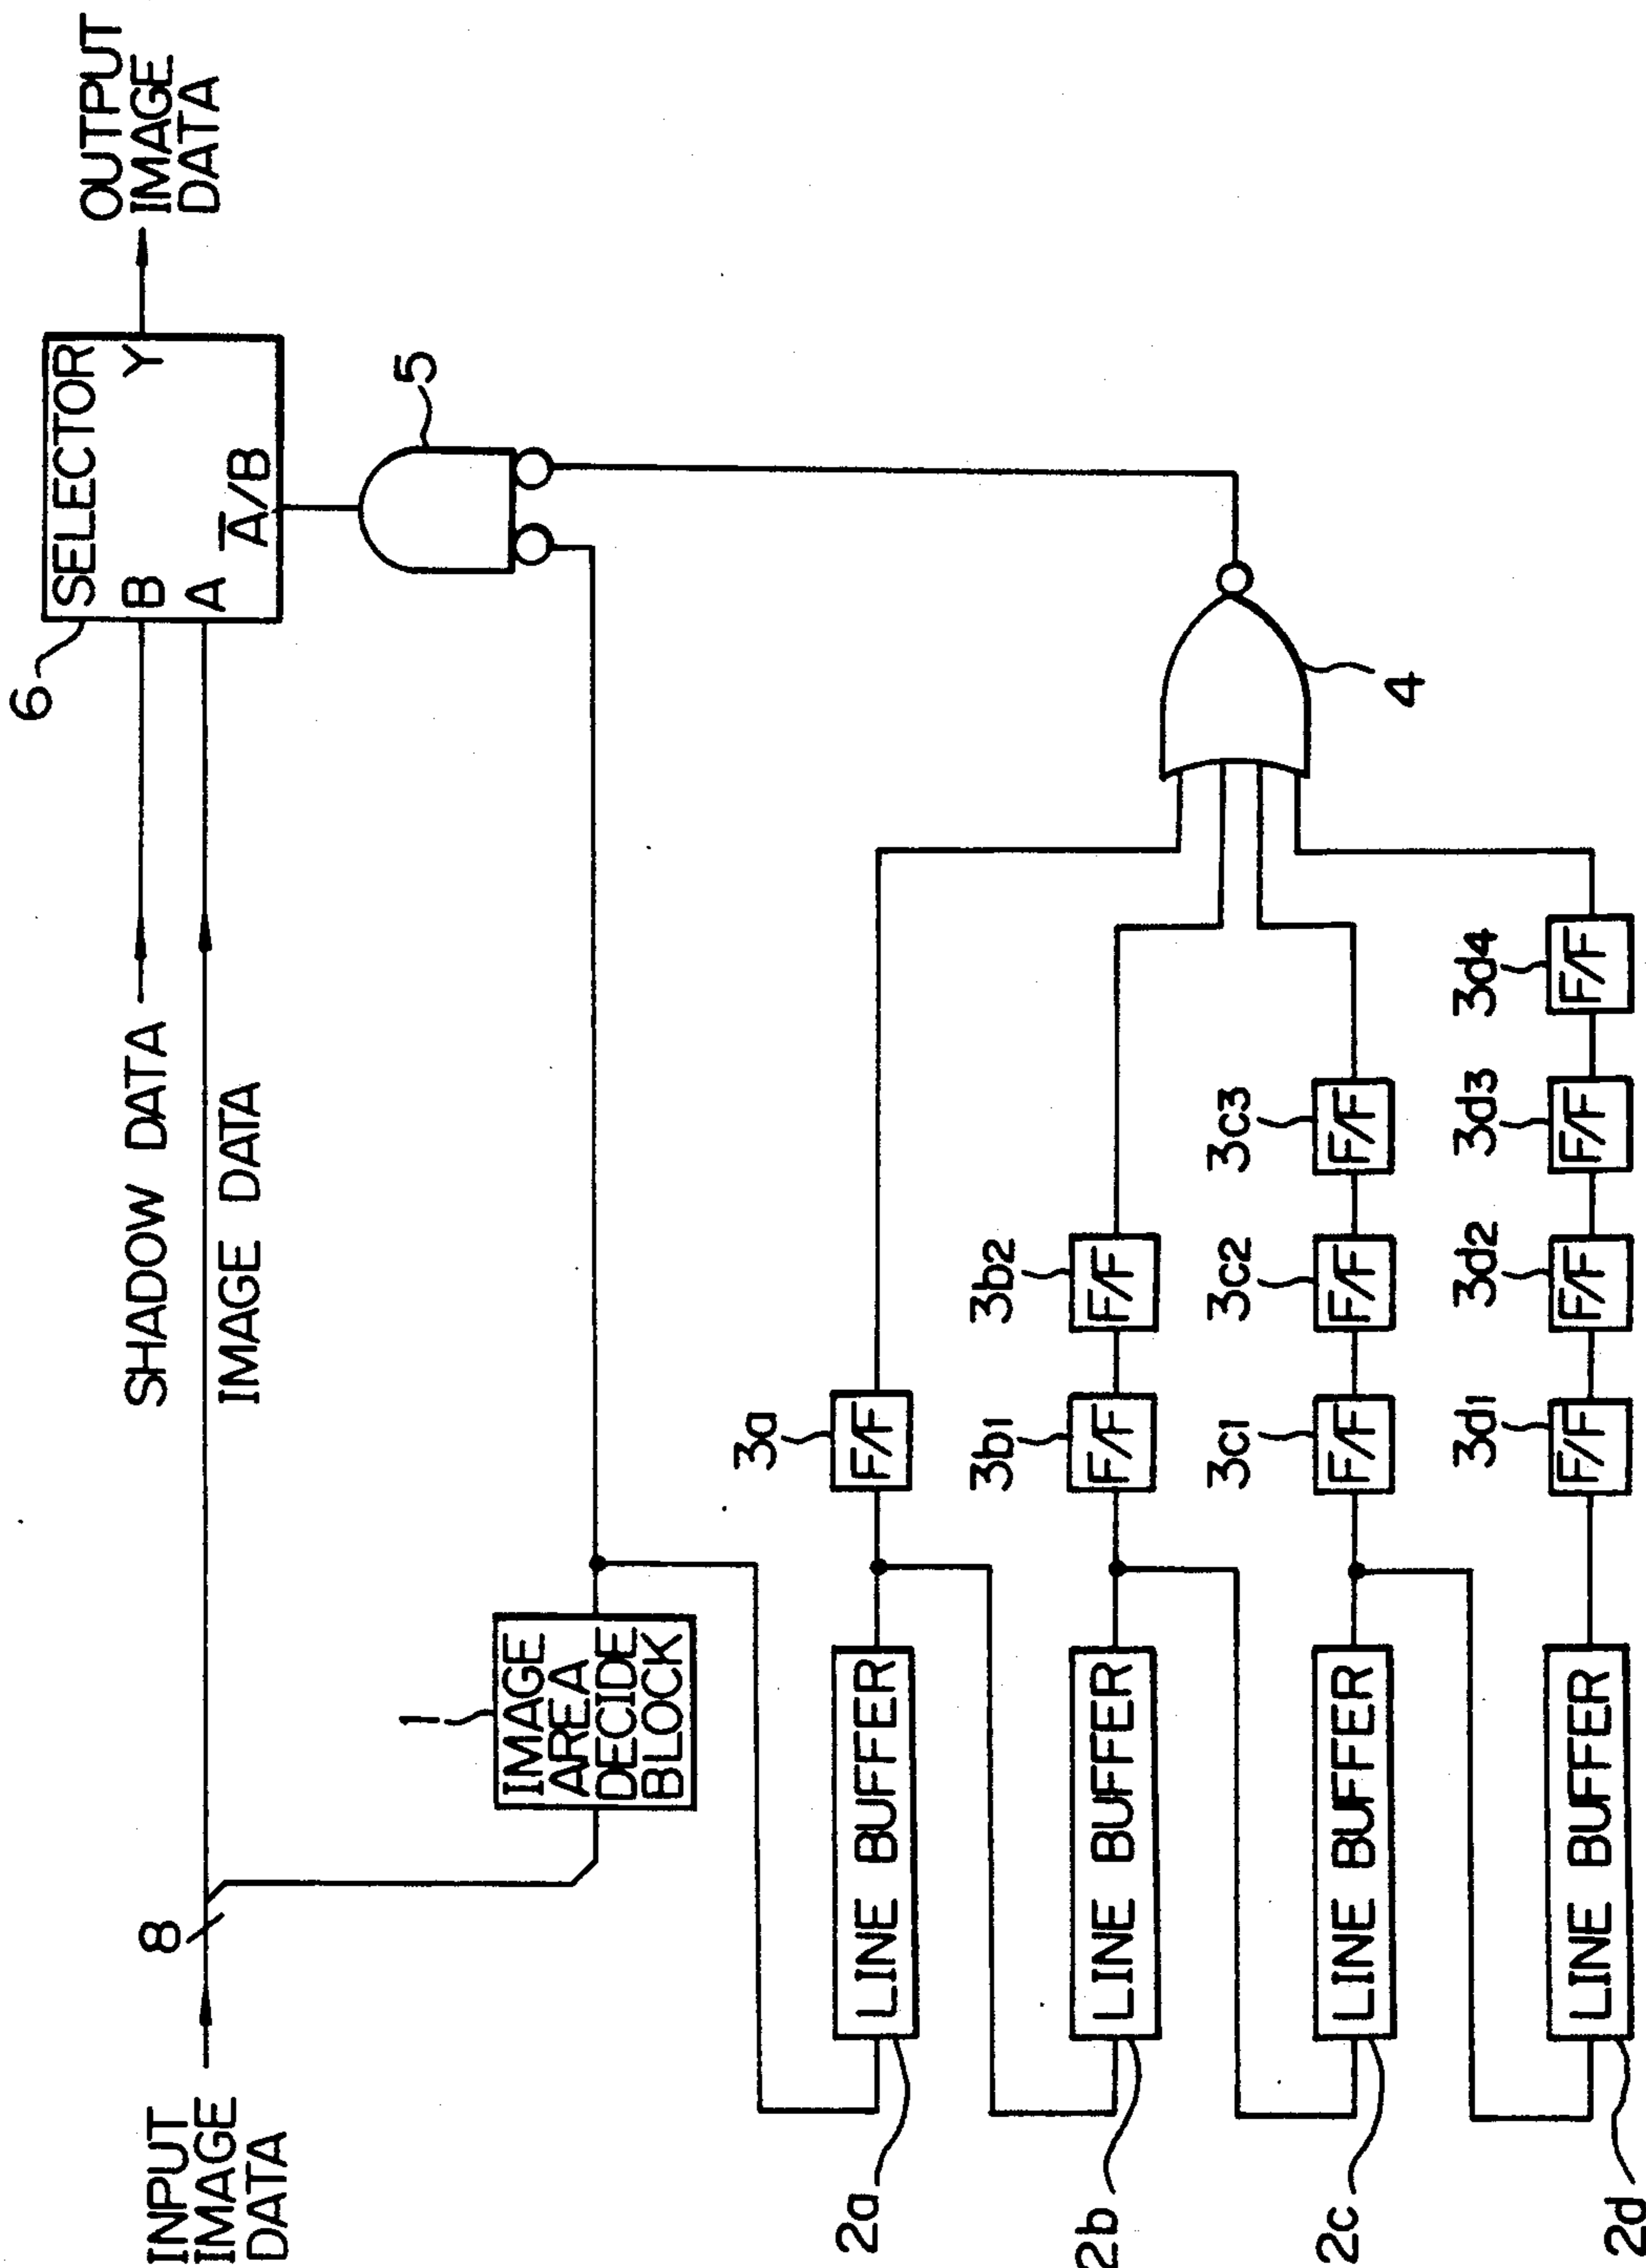 INPUT
IMAGE
DATA
8
SHADOW DATA
IMAGE DATA
6
SELECTOR
B
Y
A
A̅/B
OUTPUT
IMAGE
DATA
5
1
IMAGE
AREA
DECIDE
BLOCK
2a
LINE BUFFER
3a
F/F
2b
LINE BUFFER
3b1
F/F
3b2
F/F
4
2c
LINE BUFFER
3c1
F/F
3c2
F/F
3c3
F/F
2d
LINE BUFFER
3d1
F/F
3d2
F/F
3d3
F/F
3d4
F/F